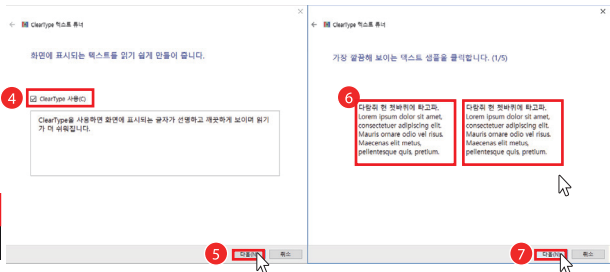 ClearType 텍스트 튜너
화면에 표시되는 텍스트를 읽기 쉽게 만들어 줍니다.
4
ClearType 사용(C)
ClearType을 사용하면 화면에 표시되는 글자가 선명하고 깨끗하게 보이며 읽기
가 더 쉬워집니다.
5
다음(N)
취소
ClearType 텍스트 튜너
가장 깔끔해 보이는 텍스트 샘플을 클릭합니다. (1/5)
6
다람쥐 헌 쳇바퀴에 타고파.
Lorem ipsum dolor sit amet,
consectetuer adipiscing elit.
Mauris ornare odio vel risus.
Maecenas elit metus,
pellentesque quis, pretium.
다람쥐 헌 쳇바퀴에 타고파.
Lorem ipsum dolor sit amet,
consectetuer adipiscing elit.
Mauris ornare odio vel risus.
Maecenas elit metus,
pellentesque quis, pretium.
7
다음(N)
취소